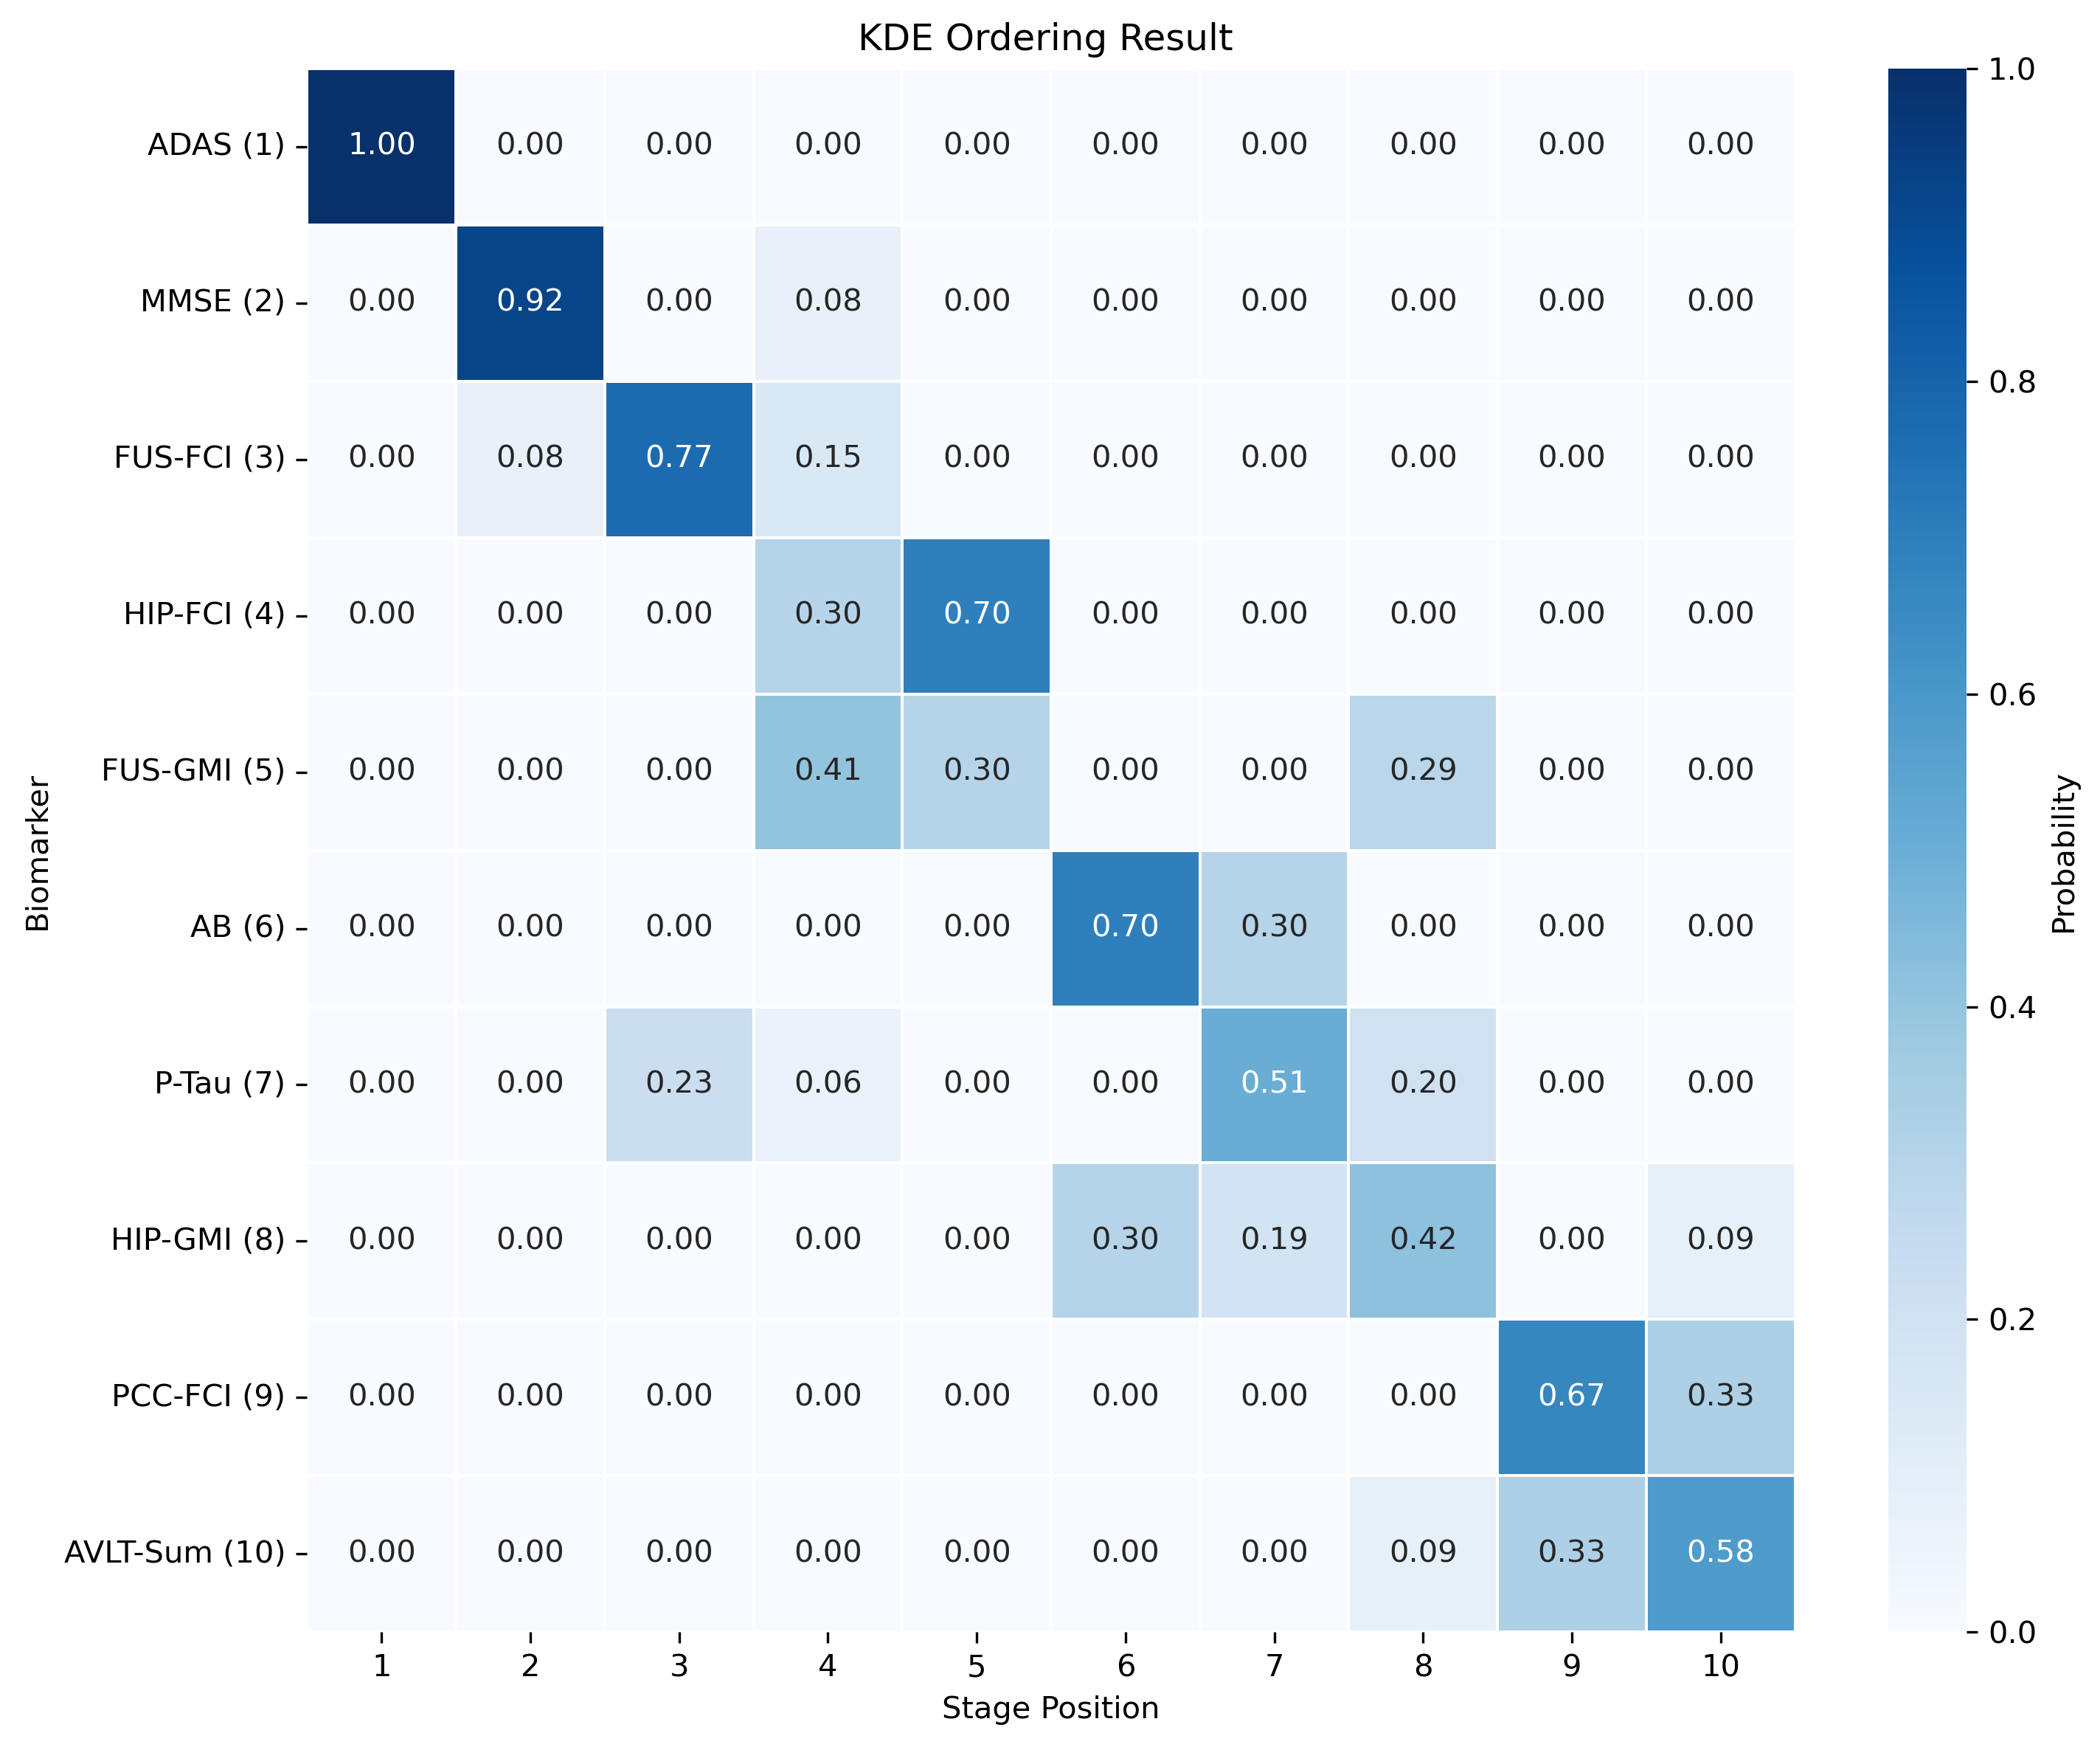 KDE Ordering Result
ADAS (1) 1.00 0.00 0.00 0.00 0.00 0.00 0.00 0.00 0.00 0.00
MMSE (2) 0.00 0.92 0.00 0.08 0.00 0.00 0.00 0.00 0.00 0.00
FUS-FCI (3) 0.00 0.08 0.77 0.15 0.00 0.00 0.00 0.00 0.00 0.00
HIP-FCI (4) 0.00 0.00 0.00 0.30 0.70 0.00 0.00 0.00 0.00 0.00
FUS-GMI (5) 0.00 0.00 0.00 0.41 0.30 0.00 0.00 0.29 0.00 0.00
AB (6) 0.00 0.00 0.00 0.00 0.00 0.70 0.30 0.00 0.00 0.00
P-Tau (7) 0.00 0.00 0.23 0.06 0.00 0.00 0.51 0.20 0.00 0.00
HIP-GMI (8) 0.00 0.00 0.00 0.00 0.00 0.30 0.19 0.42 0.00 0.09
PCC-FCI (9) 0.00 0.00 0.00 0.00 0.00 0.00 0.00 0.00 0.67 0.33
AVLT-Sum (10) 0.00 0.00 0.00 0.00 0.00 0.00 0.00 0.09 0.33 0.58
1 2 3 4 5 6 7 8 9 10
Stage Position
Biomarker
1.0
0.8
0.6
0.4
0.2
0.0
Probability